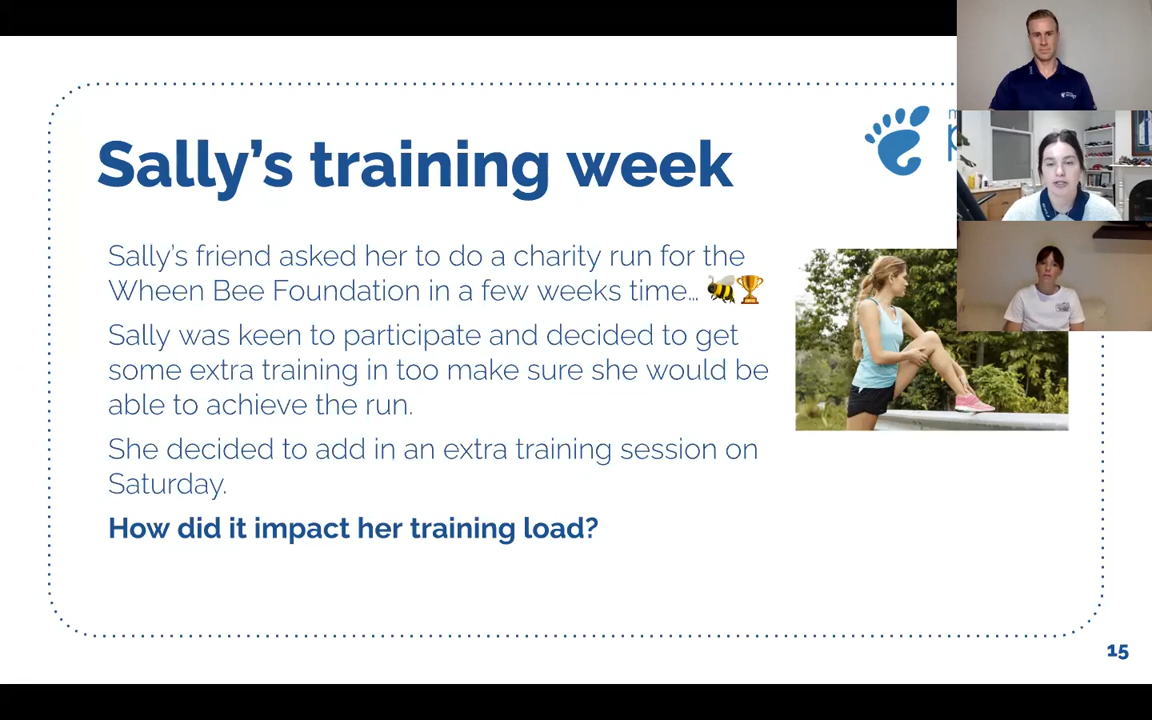 Sally’s training week
Sally’s friend asked her to do a charity run for the
Wheen Bee Foundation in a few weeks time… 🐝🏆
Sally was keen to participate and decided to get
some extra training in too make sure she would be
able to achieve the run.
She decided to add in an extra training session on
Saturday.
How did it impact her training load?
15